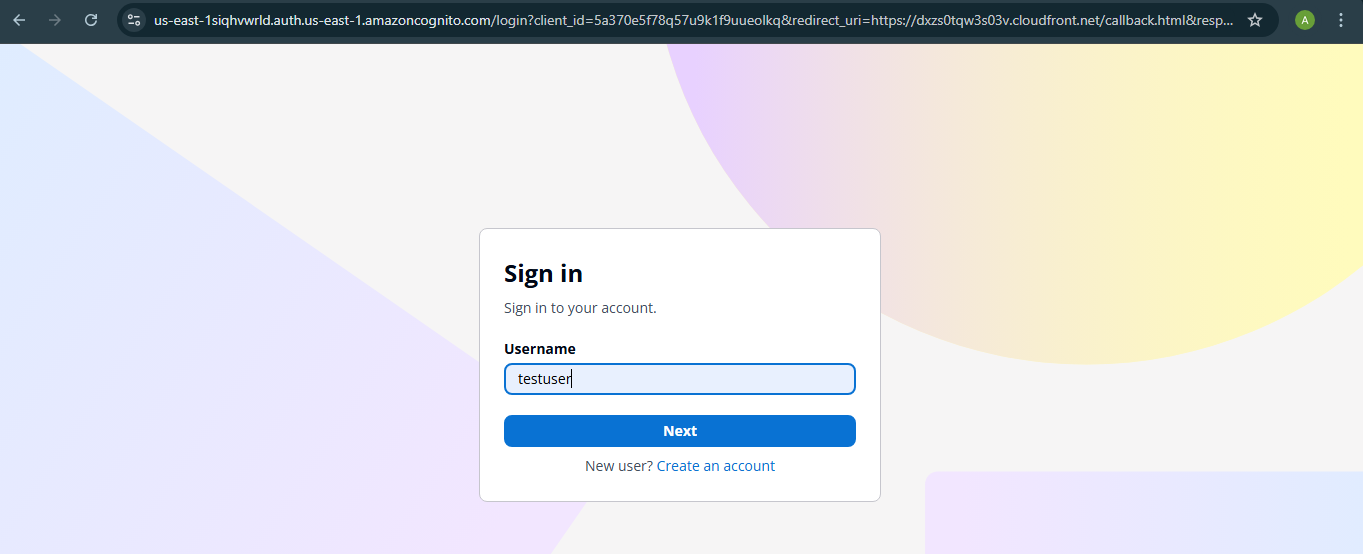 us-east-1siqhvwrld.auth.us-east-1.amazoncognito.com/login?client_id=5a370e5f78q57u9k1f9uueolkq&redirect_uri=https://dxzs0tqw3s03v.cloudfront.net/callback.html&resp...
A
Sign in
Sign in to your account.
Username
testuser
Next
New user? Create an account